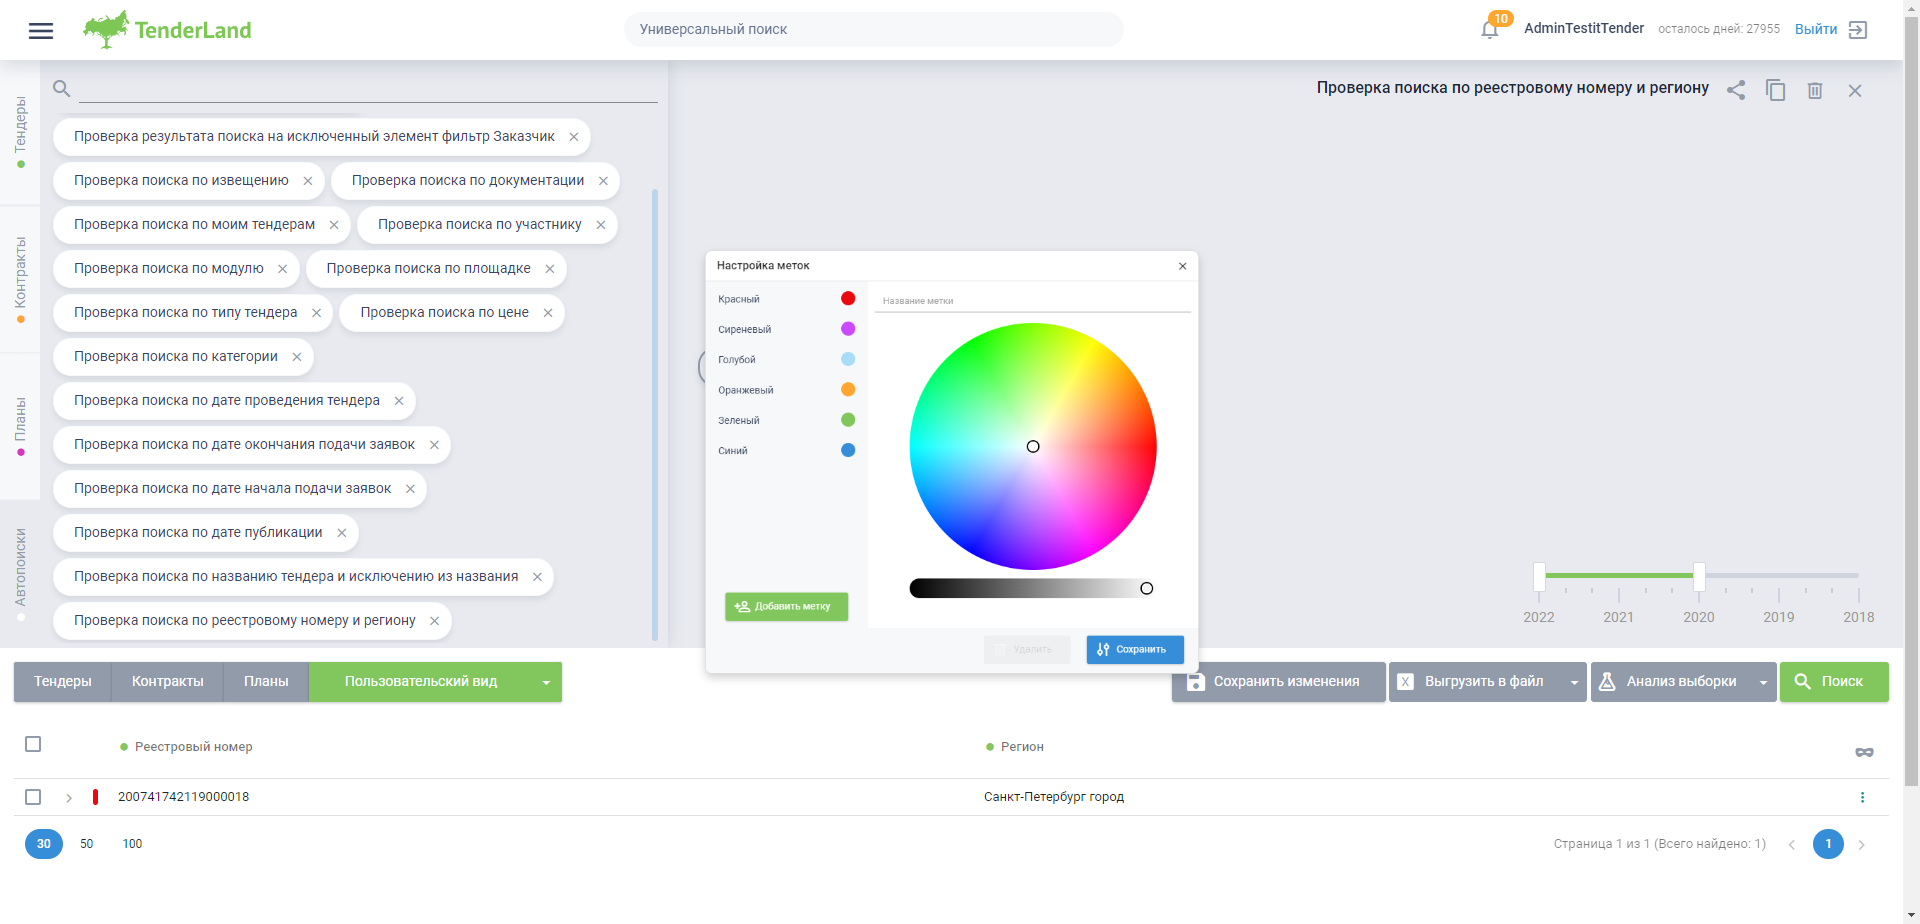 TenderLand
Универсальный поиск
10
AdminTestitTender
осталось дней: 27955
Выйти
Тендеры
Контракты
Планы
Автопоиски
Проверка поиска по реестровому номеру и региону
Проверка результата поиска на исключенный элемент фильтр Заказчик
Проверка поиска по извещению
Проверка поиска по документации
Проверка поиска по моим тендерам
Проверка поиска по участнику
Проверка поиска по модулю
Проверка поиска по площадке
Проверка поиска по типу тендера
Проверка поиска по цене
Проверка поиска по категории
Проверка поиска по дате проведения тендера
Проверка поиска по дате окончания подачи заявок
Проверка поиска по дате начала подачи заявок
Проверка поиска по дате публикации
Проверка поиска по названию тендера и исключению из названия
Проверка поиска по реестровому номеру и региону
Настройка меток
Красный
Сиреневый
Голубой
Оранжевый
Зеленый
Синий
Название метки
Добавить метку
Удалить
Сохранить
2022 2021 2020 2019 2018
Тендеры
Контракты
Планы
Пользовательский вид
Сохранить изменения
X Выгрузить в файл
Анализ выборки
Поиск
Реестровый номер
Регион
200741742119000018
Санкт-Петербург город
30 50 100
Страница 1 из 1 (Всего найдено: 1)
1